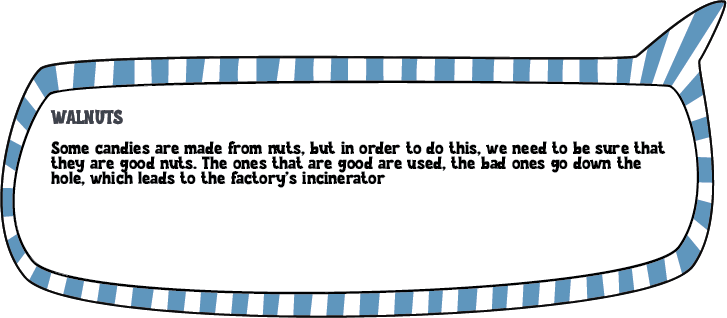 WALNUTS
Some candies are made from nuts, but in order to do this, we need to be sure that
they are good nuts. The ones that are good are used, the bad ones go down the
hole, which leads to the factory's incinerator